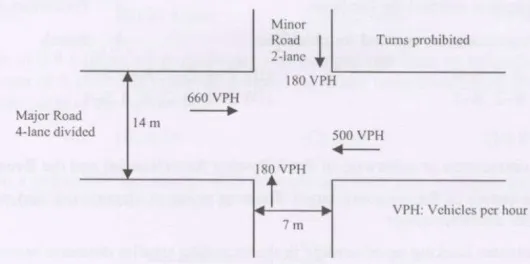 Minor
Road
2-lane
Turns prohibited
180 VPH
660 VPH
Major Road
4-lane divided
14 m
500 VPH
180 VPH
7 m
VPH: Vehicles per hour